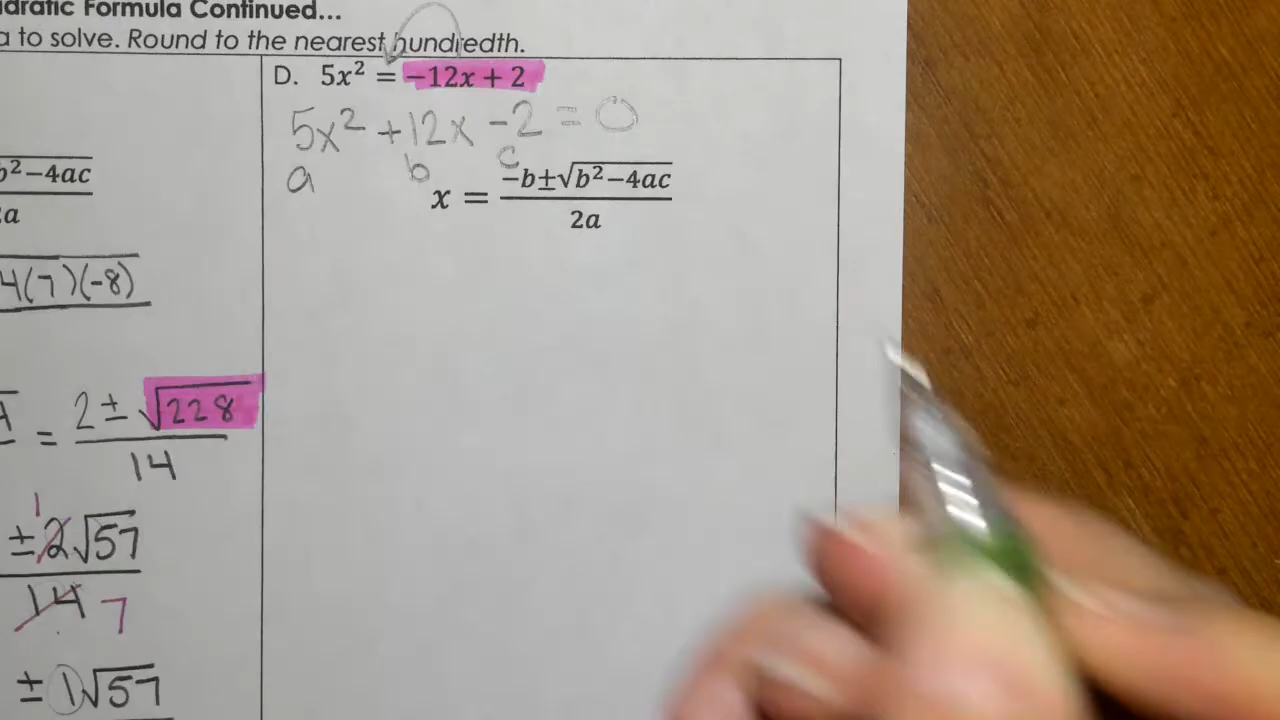 dratic Formula Continued...
a to solve. Round to the nearest hundredth.
b² −4ac
a
4(7)(-8)
= 2 ± √228
14
1
± 2√57
14 7
± 1√57
D. 5x² = −12x + 2
5x² +12x -2 = 0
a b c
x = −b±√b² −4ac
2a